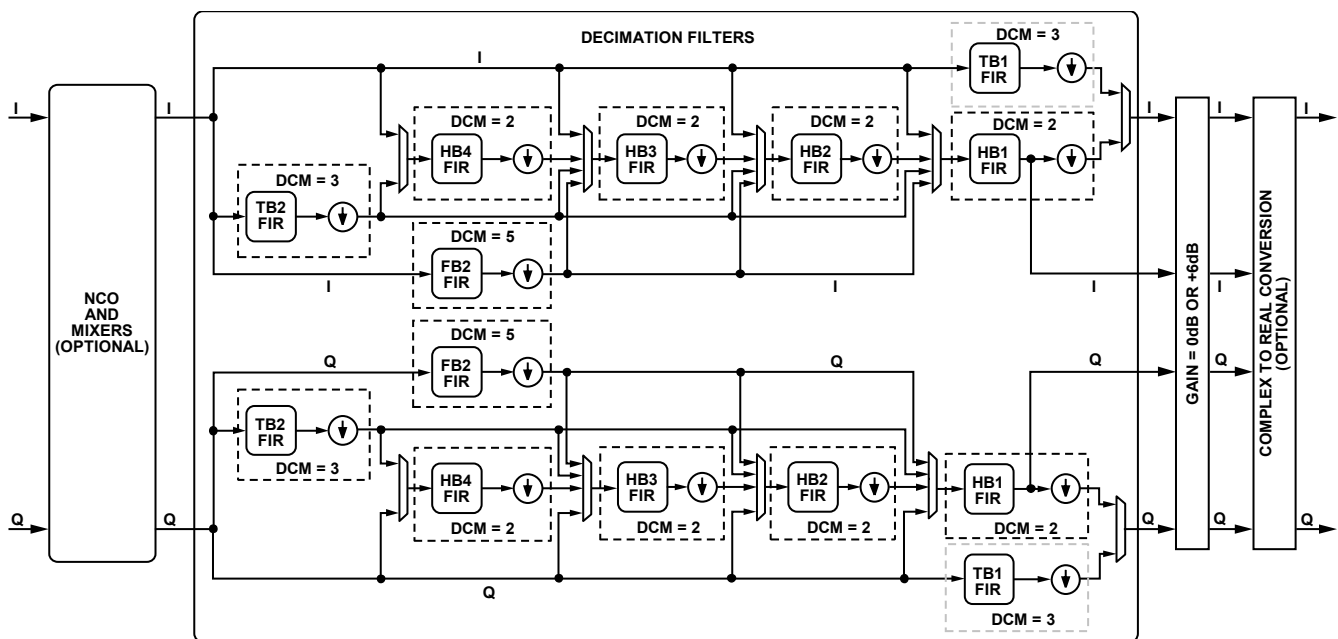 DECIMATION FILTERS
DCM = 3
I
TB1
FIR
I
I
I
I
I
DCM = 2
DCM = 2
DCM = 2
DCM = 2
HB4
FIR
HB3
FIR
HB2
FIR
HB1
FIR
DCM = 3
TB2
FIR
DCM = 5
FB2
FIR
I
I
I
I
NCO
AND
MIXERS
(OPTIONAL)
GAIN = 0dB OR +6dB
COMPLEX TO REAL CONVERSION
(OPTIONAL)
DCM = 5
Q
FB2
FIR
Q
Q
Q
TB2
FIR
DCM = 3
HB4
FIR
HB3
FIR
HB2
FIR
HB1
FIR
DCM = 2
DCM = 2
DCM = 2
DCM = 2
Q
Q
Q
Q
Q
Q
TB1
FIR
DCM = 3